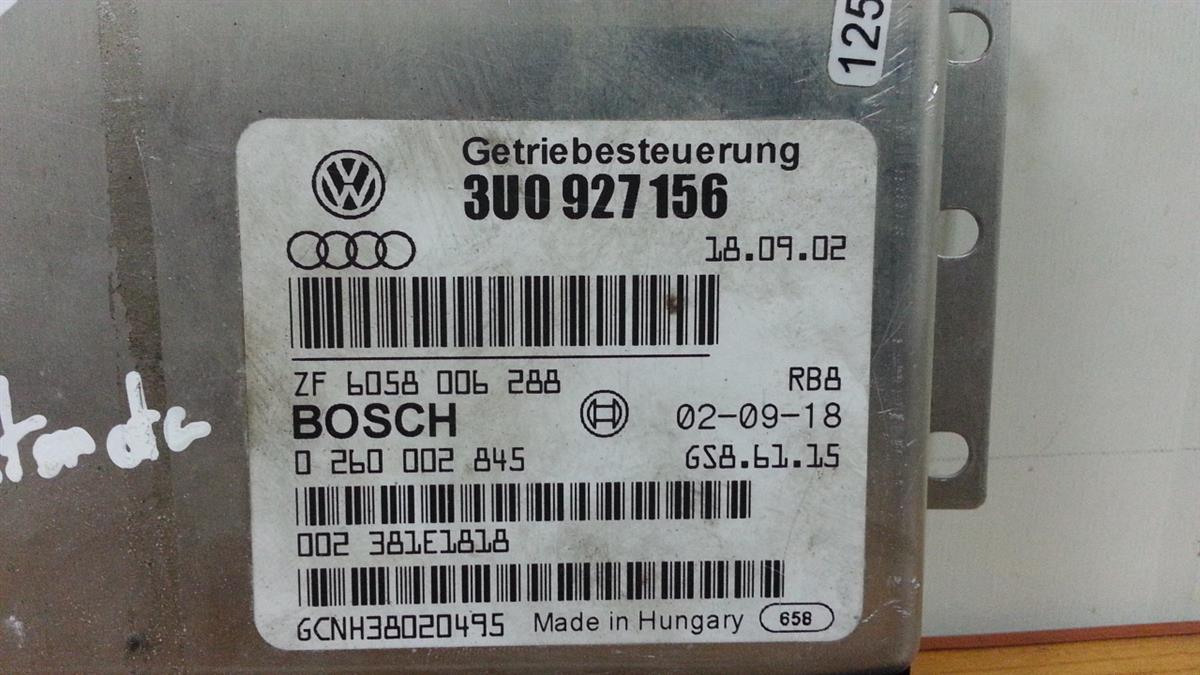 125
Getriebesteuerung
3U0 927 156
18.09.02
ZF 6058 006 288 RB8
BOSCH 02-09-18
0 260 002 845 GS8.61.15
002 381E1818
GCNH38020495 Made in Hungary 658